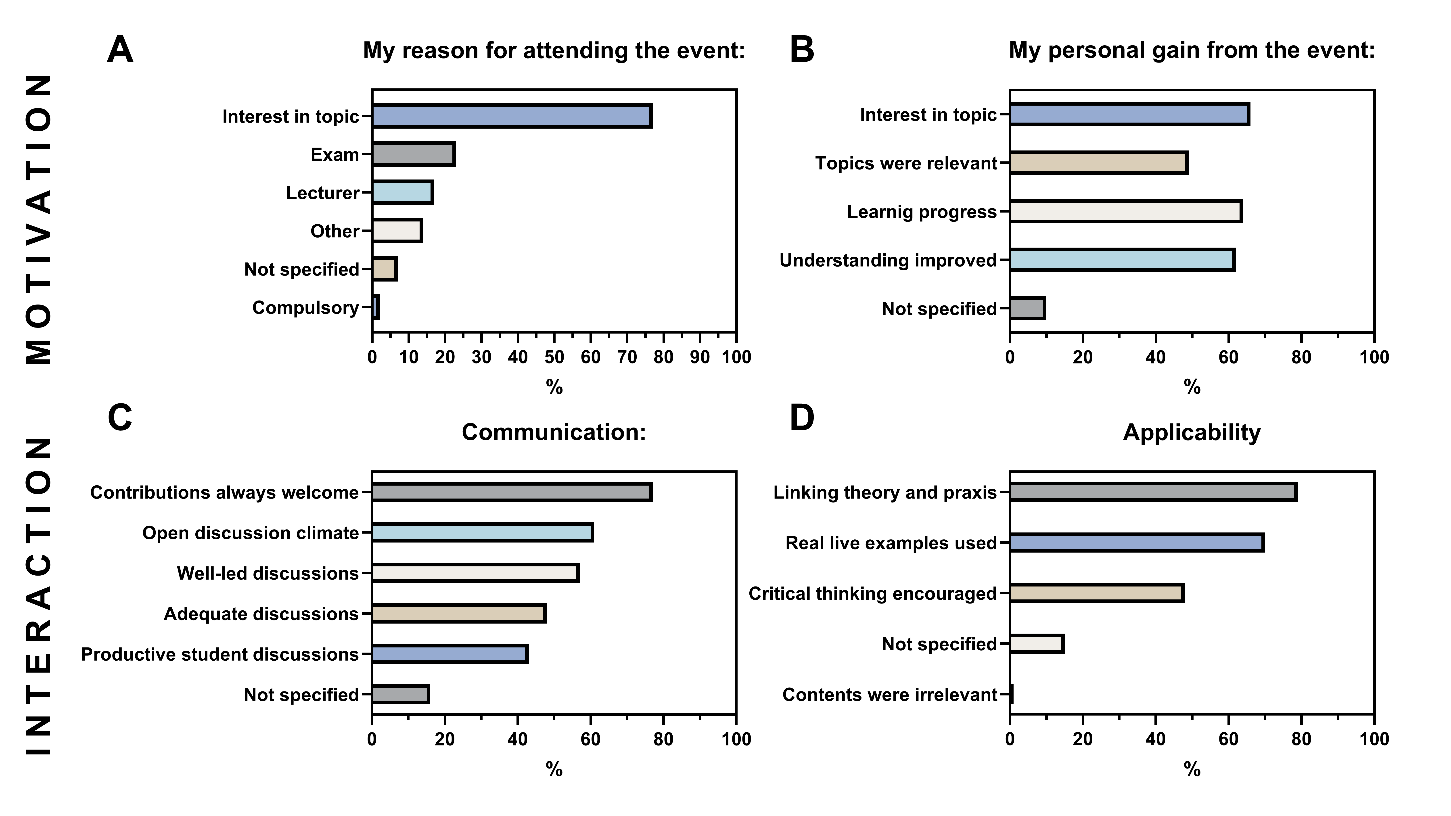 MOTIVATION
A
My reason for attending the event:
Interest in topic
Exam
Lecturer
Other
Not specified
Compulsory
0 10 20 30 40 50 60 70 80 90 100
%
B
My personal gain from the event:
Interest in topic
Topics were relevant
Learnig progress
Understanding improved
Not specified
0 20 40 60 80 100
%
INTERACTION
C
Communication:
Contributions always welcome
Open discussion climate
Well-led discussions
Adequate discussions
Productive student discussions
Not specified
0 20 40 60 80 100
%
D
Applicability
Linking theory and praxis
Real live examples used
Critical thinking encouraged
Not specified
Contents were irrelevant
0 20 40 60 80 100
%